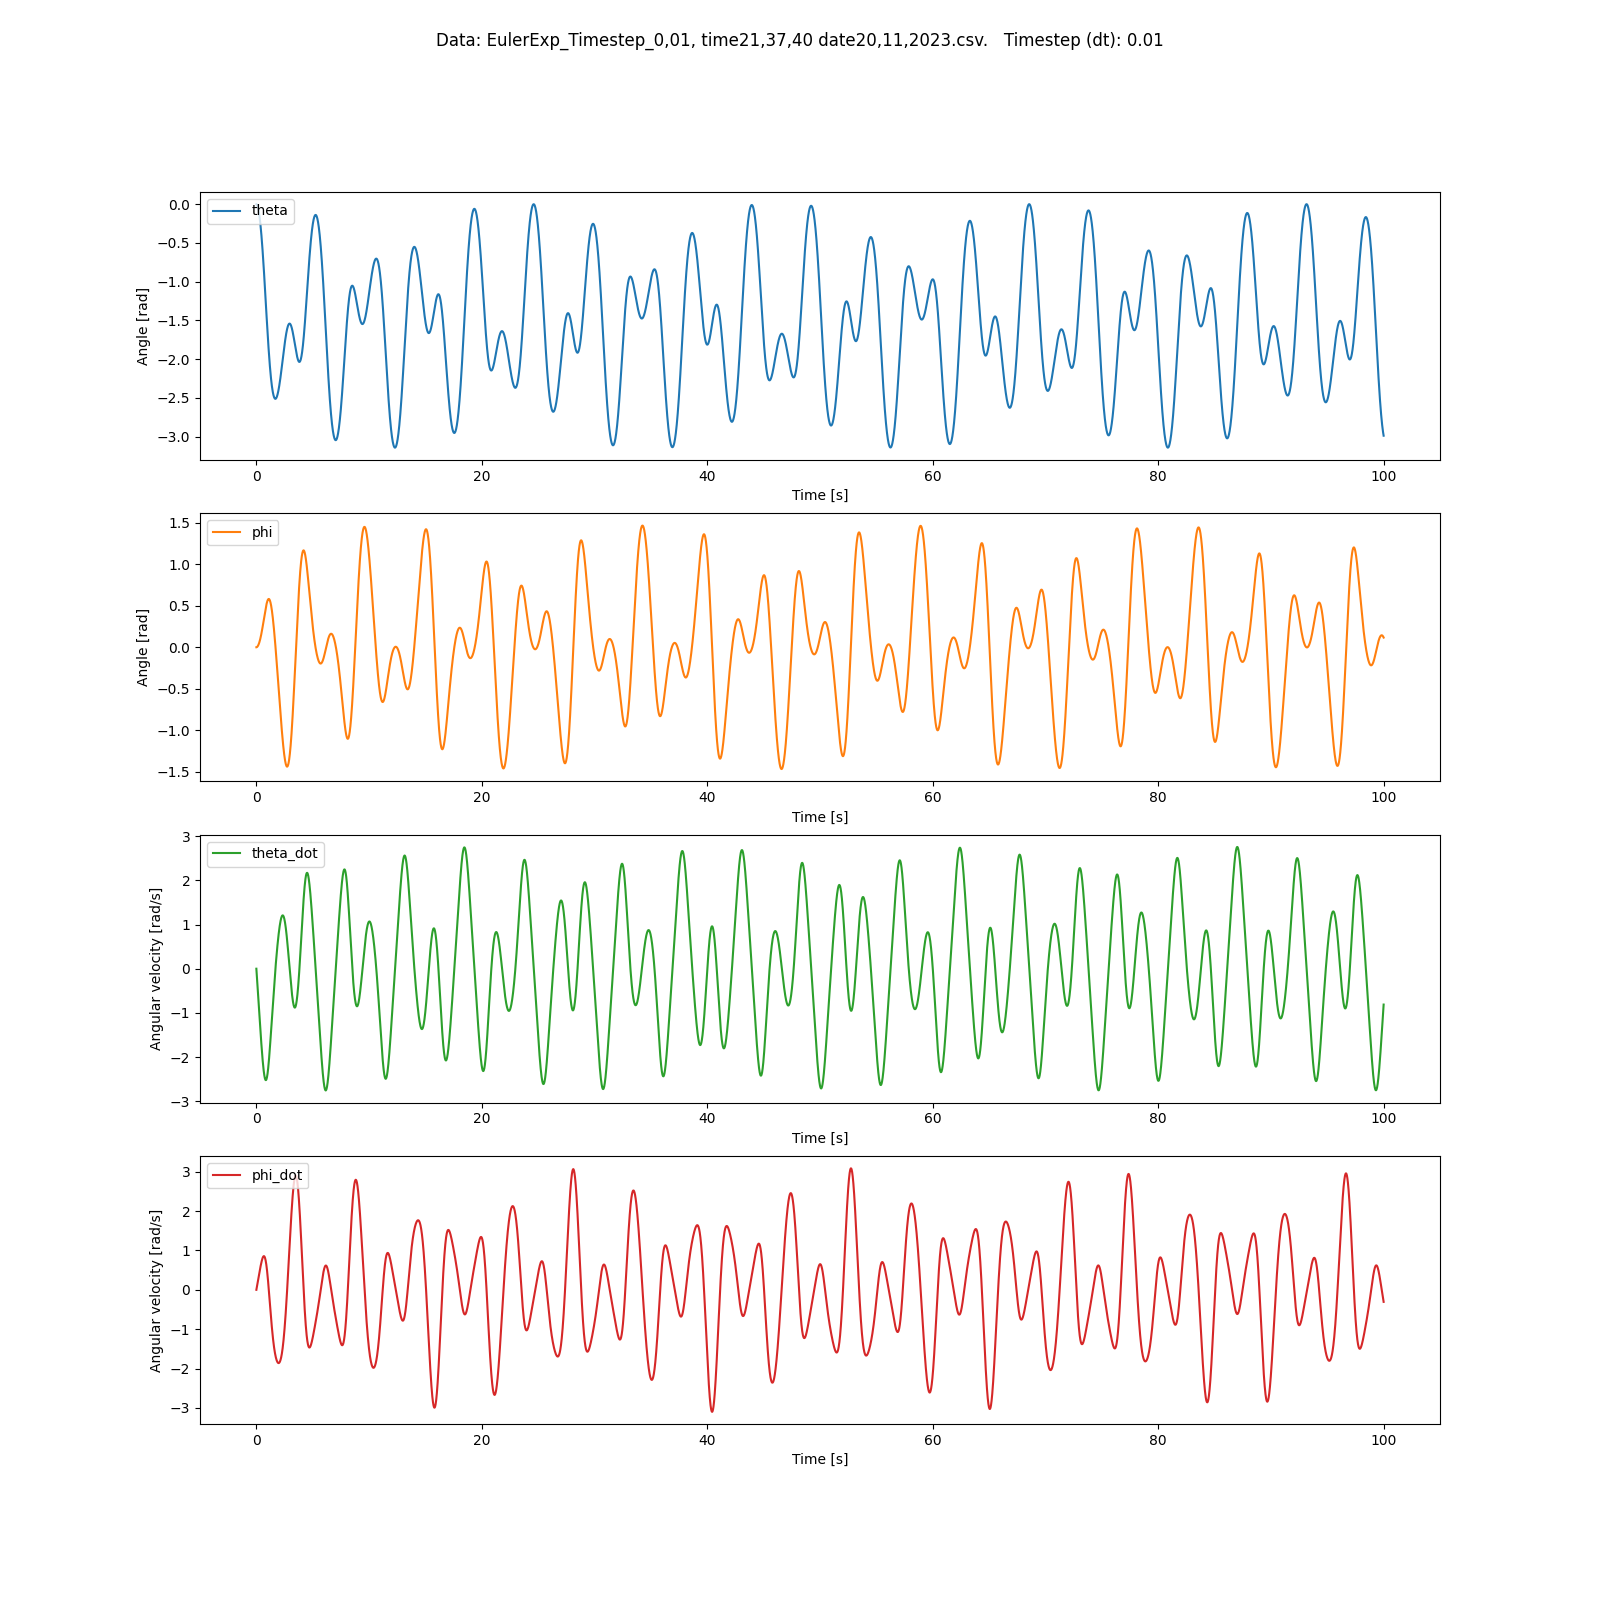 Data: EulerExp_Timestep_0,01, time21,37,40 date20,11,2023.csv.   Timestep (dt): 0.01
theta
0.0
−0.5
−1.0
−1.5
−2.0
−2.5
−3.0
Angle [rad]
0 20 40 60 80 100
Time [s]
phi
1.5
1.0
0.5
0.0
−0.5
−1.0
−1.5
Angle [rad]
0 20 40 60 80 100
Time [s]
theta_dot
3
2
1
0
−1
−2
−3
Angular velocity [rad/s]
0 20 40 60 80 100
Time [s]
phi_dot
3
2
1
0
−1
−2
−3
Angular velocity [rad/s]
0 20 40 60 80 100
Time [s]